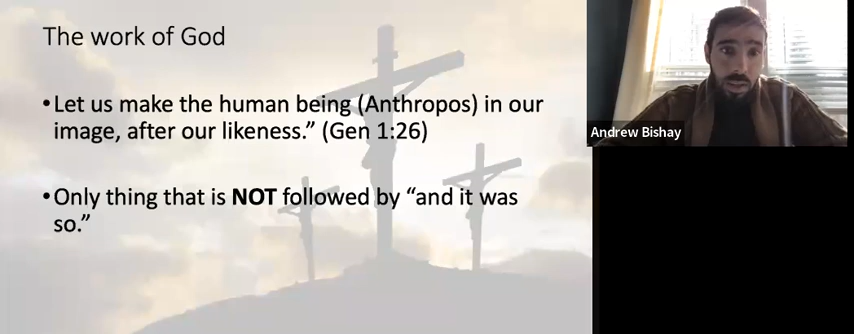 The work of God
•Let us make the human being (Anthropos) in our
image, after our likeness.” (Gen 1:26)
•Only thing that is NOT followed by “and it was
so.”
Andrew Bishay